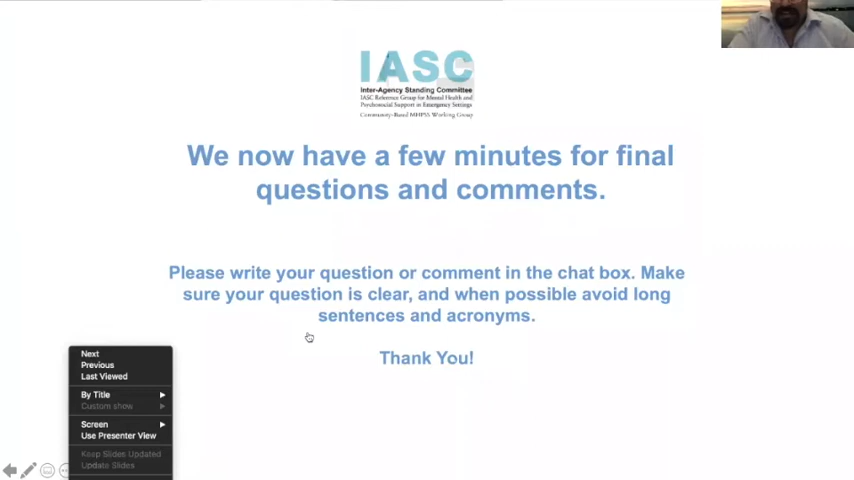 IASC
Inter-Agency Standing Committee
IASC Reference Group for Mental Health and
Psychosocial Support in Emergency Settings
Community-Based MHPSS Working Group
We now have a few minutes for final
questions and comments.
Please write your question or comment in the chat box. Make
sure your question is clear, and when possible avoid long
sentences and acronyms.
Thank You!
Next
Previous
Last Viewed
By Title
Custom show
Screen
Use Presenter View
Keep Slides Updated
Update Slides